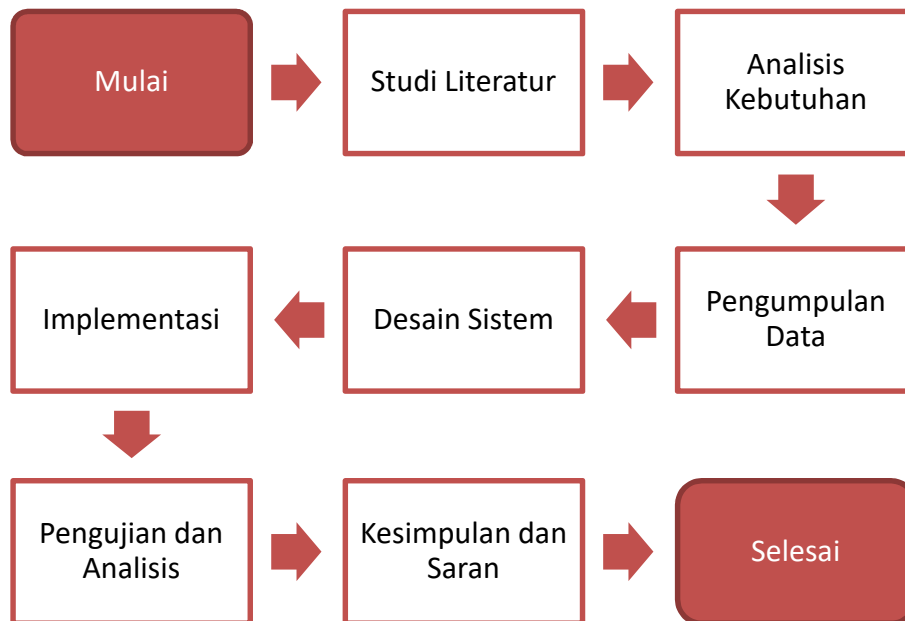 Mulai
Studi Literatur
Analisis
Kebutuhan
Pengumpulan
Data
Desain Sistem
Implementasi
Pengujian dan
Analisis
Kesimpulan dan
Saran
Selesai